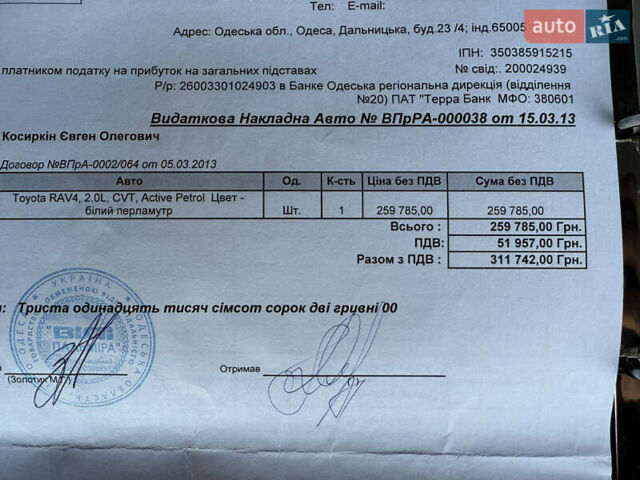 Тел: E-mail:
Адрес: Одеська обл., Одеса, Дальницька, буд.23 /4; інд.65005
auto RIA.com
ІПН: 350385915215
платником податку на прибуток на загальних підставах № свід.. 200024939
Р/р: 26003301024903 в Банке Одеська регіональна дирекція (відділення
№20) ПАТ "Терра Банк МФО: 380601
Видаткова Накладна Авто № ВПрРА-000038 от 15.03.13
Косиркін Євген Олегович
Договор №ВПрА-0002/064 от 05.03.2013
Авто Од. К-сть Ціна без ПДВ Сума без ПДВ
Toyota RAV4, 2.0L, CVT, Active Petrol Цвет -
білий перламутр Шт. 1 259 785,00 259 785,00
Всього : 259 785,00 Грн.
ПДВ: 51 957,00 Грн.
Разом з ПДВ : 311 742,00 Грн.
УКРАЇНА
Триста одинадцять тисяч сімсот сорок дві гривні 00
Отримав
(Золотих М.Г.)